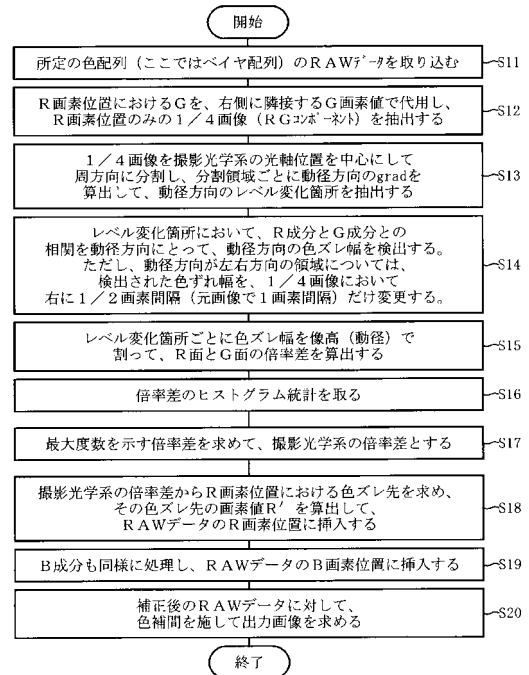 開始
所定の色配列（ここではベイヤ配列）のＲＡＷﾃﾞｰﾀを取り込む
S11
Ｒ画素位置におけるＧを、右側に隣接するＧ画素値で代用し、
Ｒ画素位置のみの１／４画像（ＲＧｺﾝﾎﾟｰﾈﾝﾄ）を抽出する
S12
１／４画像を撮影光学系の光軸位置を中心にして
周方向に分割し、分割領域ごとに動径方向のgradを
算出して、動径方向のレベル変化箇所を抽出する
S13
レベル変化箇所において、Ｒ成分とＧ成分との
相関を動径方向にとって、動径方向の色ズレ幅を検出する。
ただし、動径方向が左右方向の領域については、
検出された色ずれ幅を、１／４画像において
右に１／２画素間隔（元画像で１画素間隔）だけ変更する。
S14
レベル変化箇所ごとに色ズレ幅を像高（動径）で
割って、Ｒ面とＧ面の倍率差を算出する
S15
倍率差のヒストグラム統計を取る
S16
最大度数を示す倍率差を求めて、撮影光学系の倍率差とする
S17
撮影光学系の倍率差からＲ画素位置における色ズレ先を求め、
その色ズレ先の画素値Ｒ′を算出して、
ＲＡＷデータのＲ画素位置に挿入する
S18
Ｂ成分も同様に処理し、ＲＡＷデータのＢ画素位置に挿入する
S19
補正後のＲＡＷデータに対して、
色補間を施して出力画像を求める
S20
終了